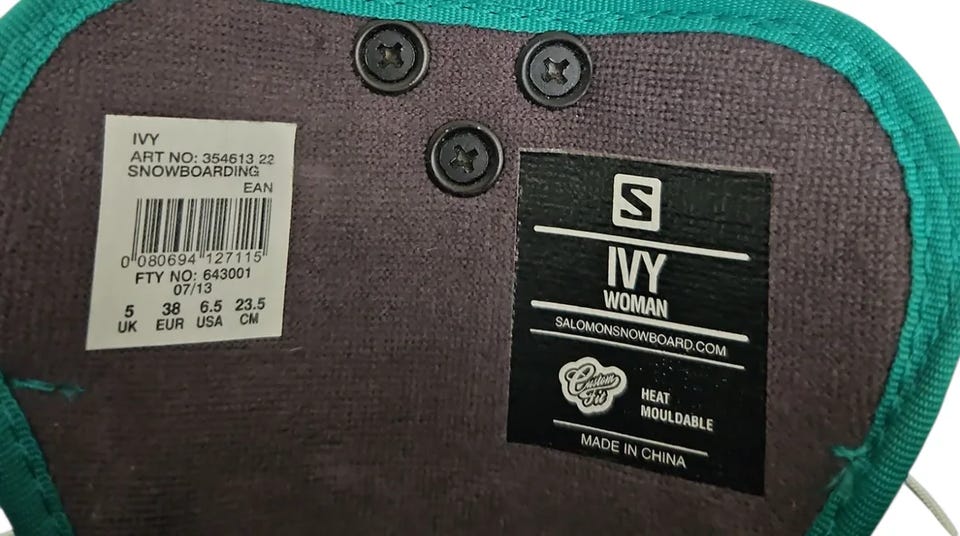 IVY
ART NO: 354613 22
SNOWBOARDING
EAN
0 080694 127115
FTY NO: 643001
07/13
5 38 6.5 23.5
UK EUR USA CM
S
IVY
WOMAN
SALOMONSNOWBOARD.COM
Custom
Fit
HEAT
MOULDABLE
MADE IN CHINA